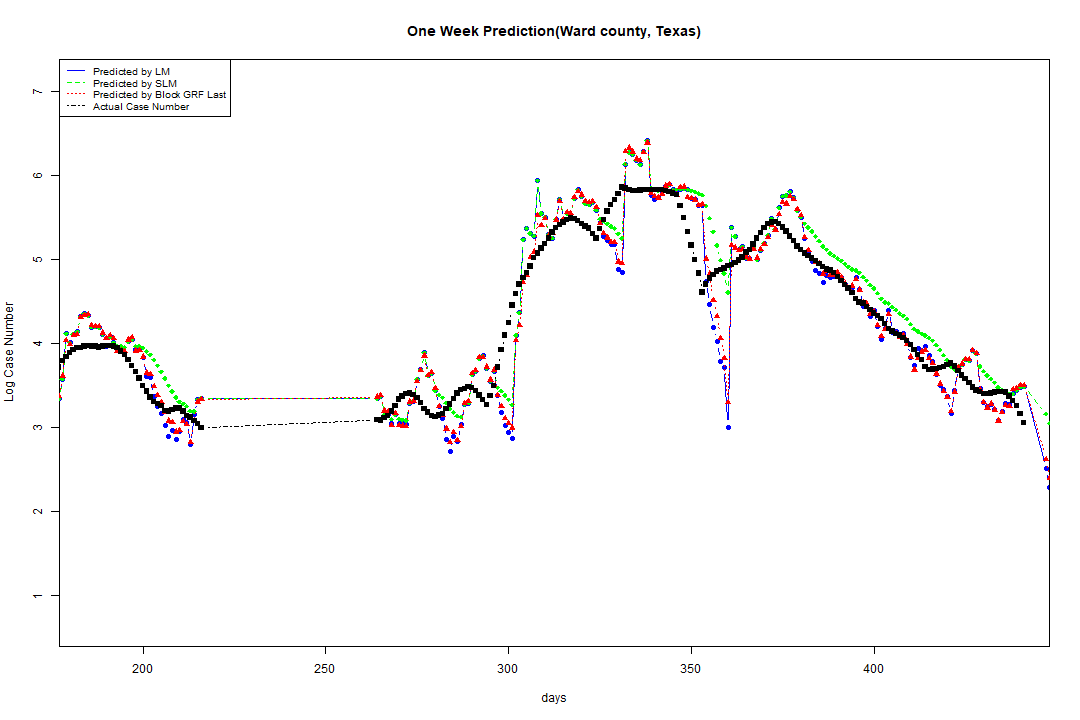 One Week Prediction(Ward county, Texas)
Predicted by LM
Predicted by SLM
Predicted by Block GRF Last
Actual Case Number
7
6
5
4
3
2
1
Log Case Number
200 250 300 350 400
days